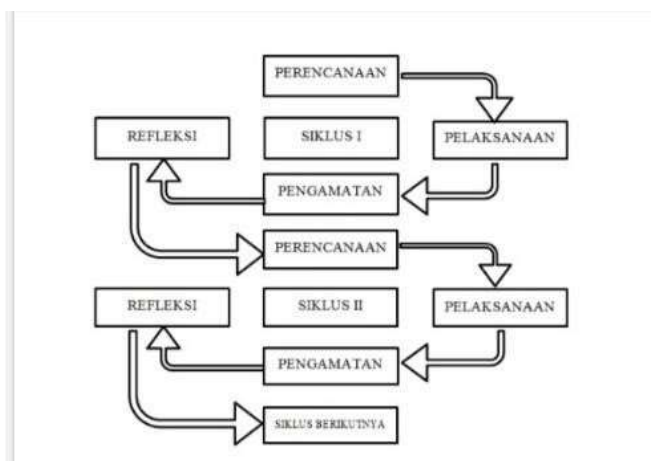 PERENCANAAN
REFLEKSI
SIKLUS I
PELAKSANAAN
PENGAMATAN
PERENCANAAN
REFLEKSI
SIKLUS II
PELAKSANAAN
PENGAMATAN
SIKLUS BERIKUTNYA